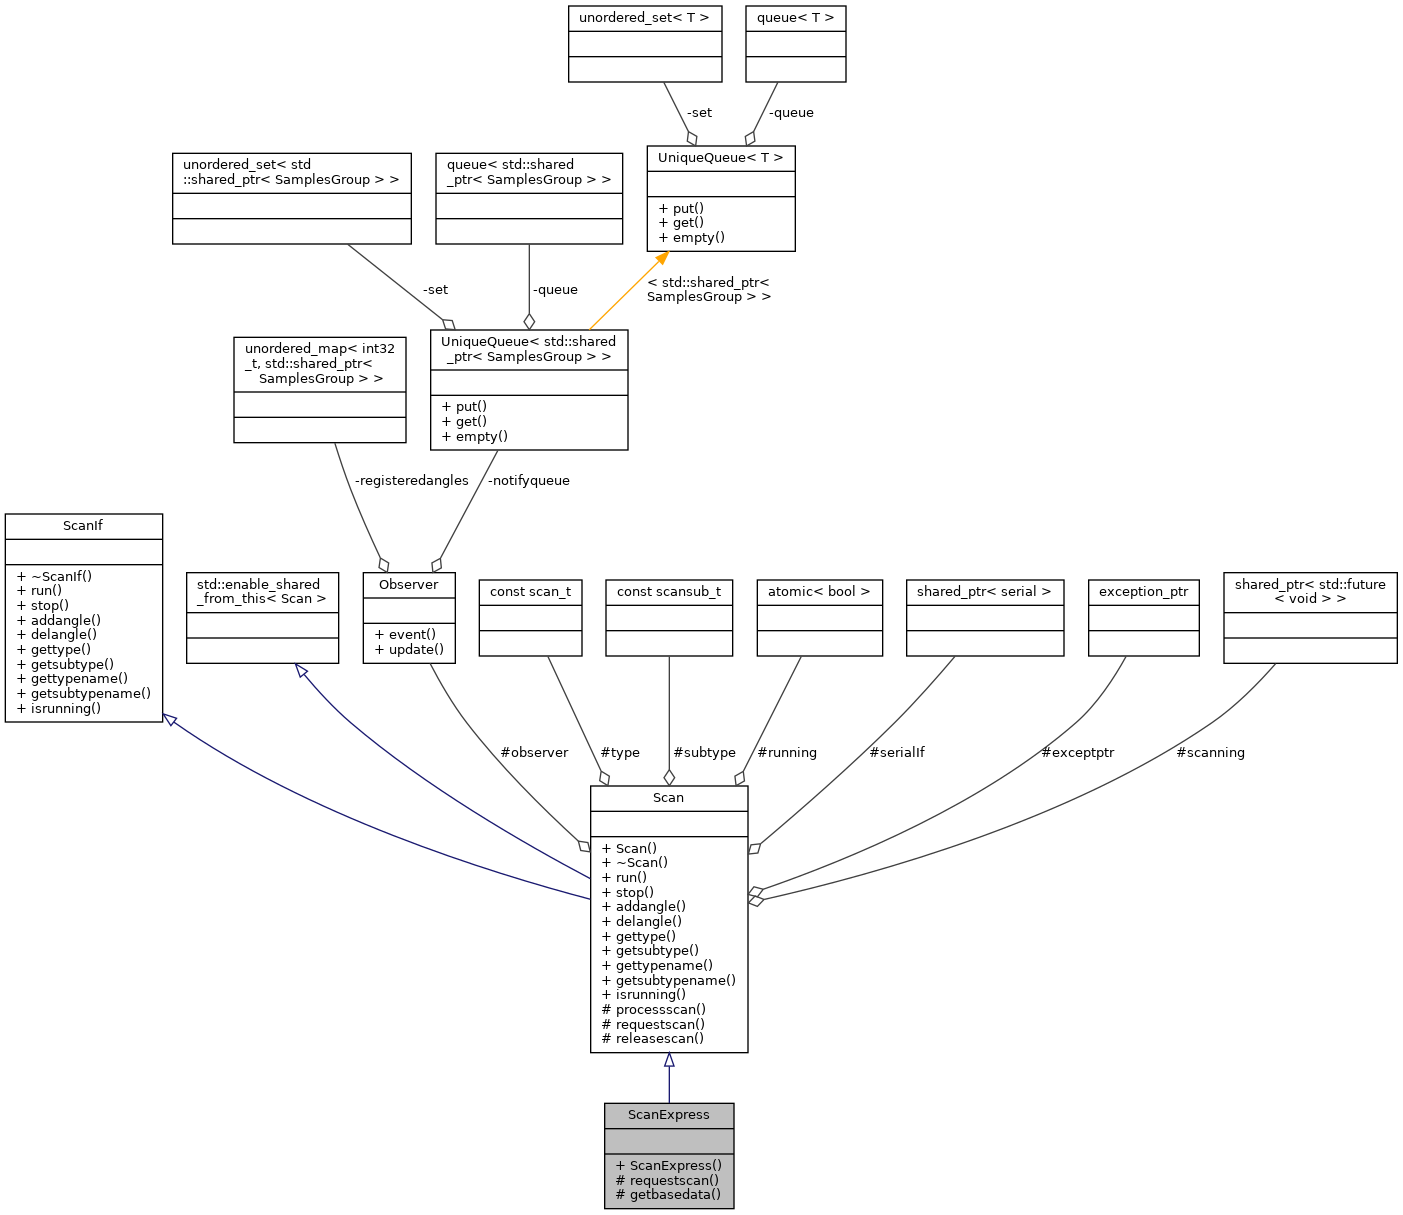 unordered_set< T >
queue< T >
-set
-queue
UniqueQueue< T >
+ put()
+ get()
+ empty()
unordered_set< std
::shared_ptr< SamplesGroup > >
queue< std::shared
_ptr< SamplesGroup > >
-set
-queue
< std::shared_ptr<
SamplesGroup > >
unordered_map< int32
_t, std::shared_ptr<
SamplesGroup > >
UniqueQueue< std::shared
_ptr< SamplesGroup > >
+ put()
+ get()
+ empty()
-registeredangles
-notifyqueue
ScanIf
+ ~ScanIf()
+ run()
+ stop()
+ addangle()
+ delangle()
+ gettype()
+ getsubtype()
+ gettypename()
+ getsubtypename()
+ isrunning()
std::enable_shared
_from_this< Scan >
Observer
+ event()
+ update()
const scan_t
const scansub_t
atomic< bool >
shared_ptr< serial >
exception_ptr
shared_ptr< std::future
< void > >
#observer
#type
#subtype
#running
#serialIf
#exceptptr
#scanning
Scan
+ Scan()
+ ~Scan()
+ run()
+ stop()
+ addangle()
+ delangle()
+ gettype()
+ getsubtype()
+ gettypename()
+ getsubtypename()
+ isrunning()
# processscan()
# requestscan()
# releasescan()
ScanExpress
+ ScanExpress()
# requestscan()
# getbasedata()